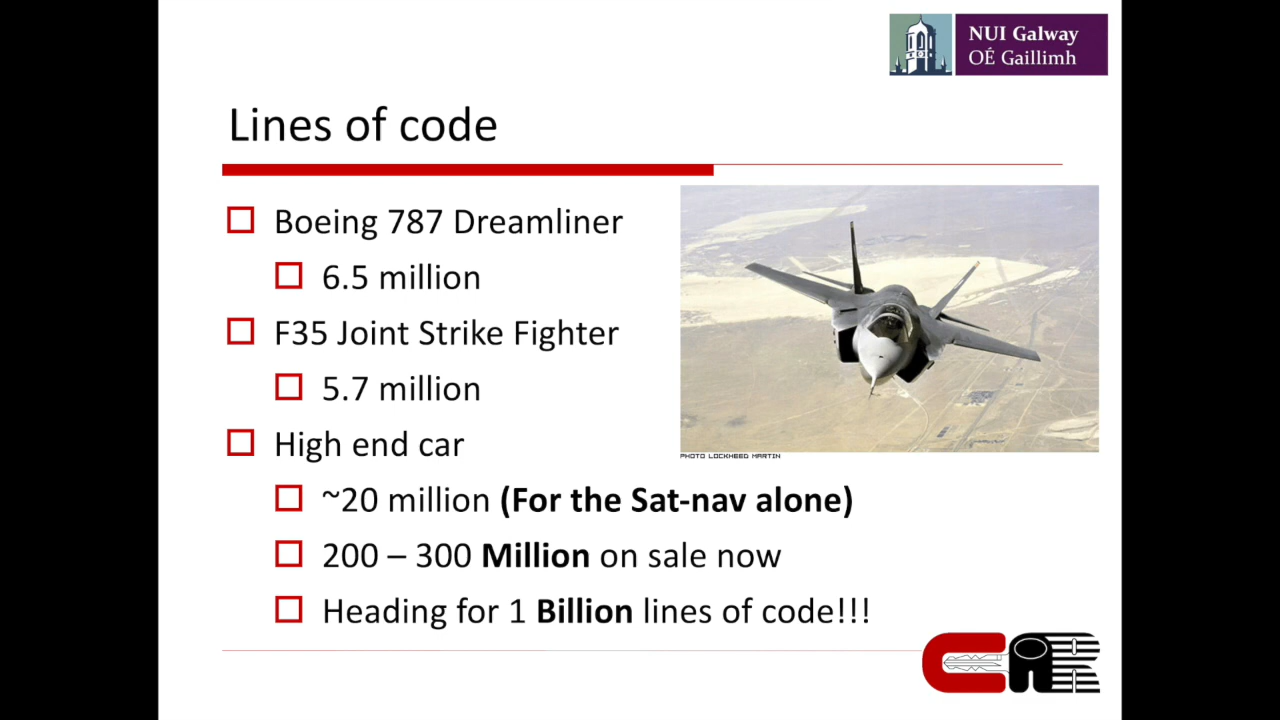 NUI Galway
OÉ Gaillimh
Lines of code
Boeing 787 Dreamliner
6.5 million
F35 Joint Strike Fighter
5.7 million
PHOTO LOCKHEED MARTIN
High end car
~20 million (For the Sat-nav alone)
200 – 300 Million on sale now
Heading for 1 Billion lines of code!!!
CAR